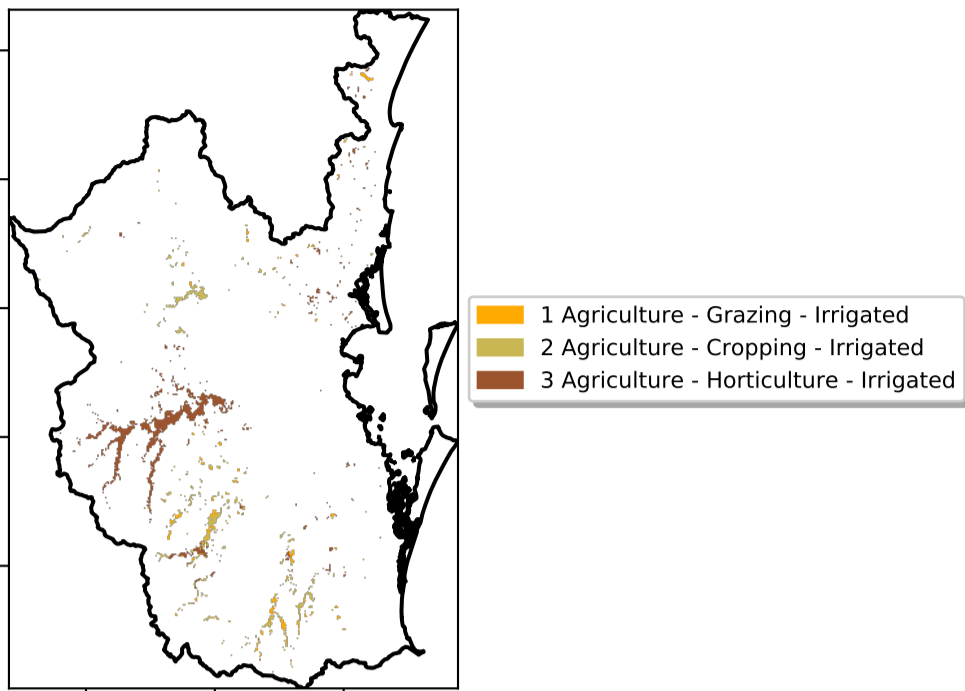 1 Agriculture - Grazing - Irrigated
2 Agriculture - Cropping - Irrigated
3 Agriculture - Horticulture - Irrigated